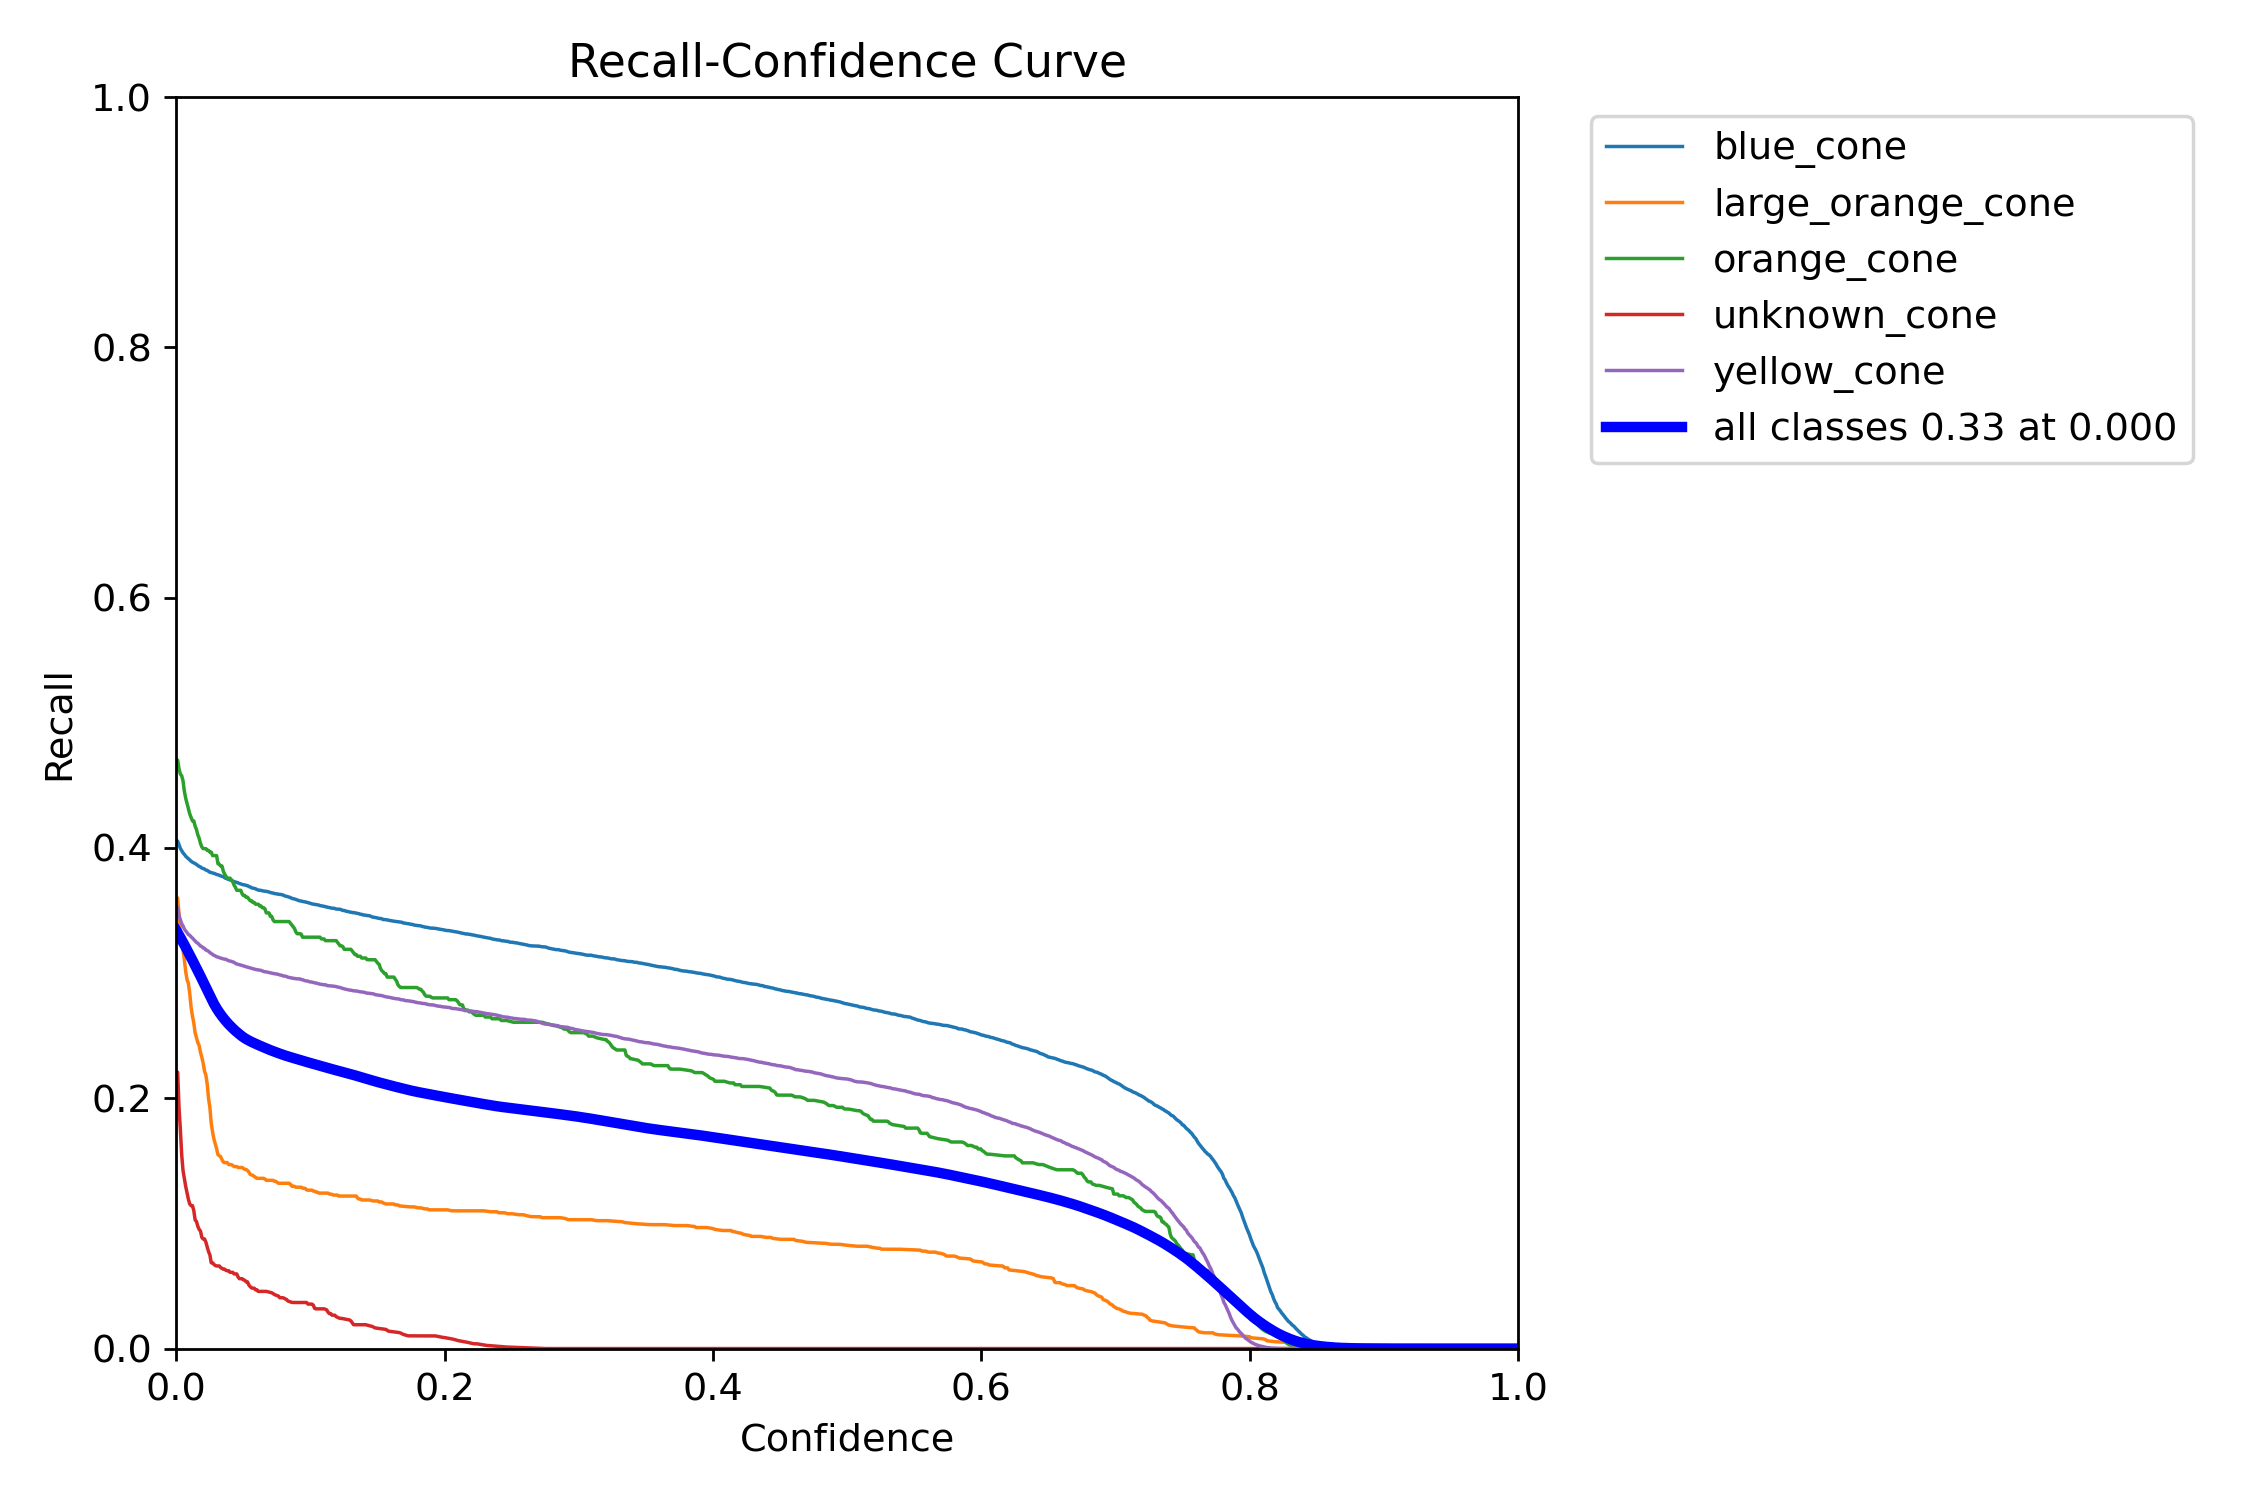 Recall-Confidence Curve
1.0
0.8
0.6
0.4
0.2
0.0
Recall
0.0 0.2 0.4 0.6 0.8 1.0
Confidence
blue_cone
large_orange_cone
orange_cone
unknown_cone
yellow_cone
all classes 0.33 at 0.000